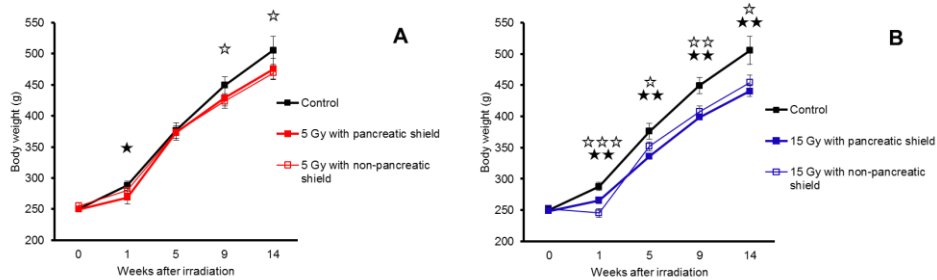 A
Body weight (g)
550
500
450
400
350
300
250
200
0 1 5 9 14
Weeks after irradiation
Control
5 Gy with pancreatic shield
5 Gy with non-pancreatic
shield
B
Body weight (g)
550
500
450
400
350
300
250
200
0 1 5 9 14
Weeks after irradiation
Control
15 Gy with pancreatic shield
15 Gy with non-pancreatic
shield